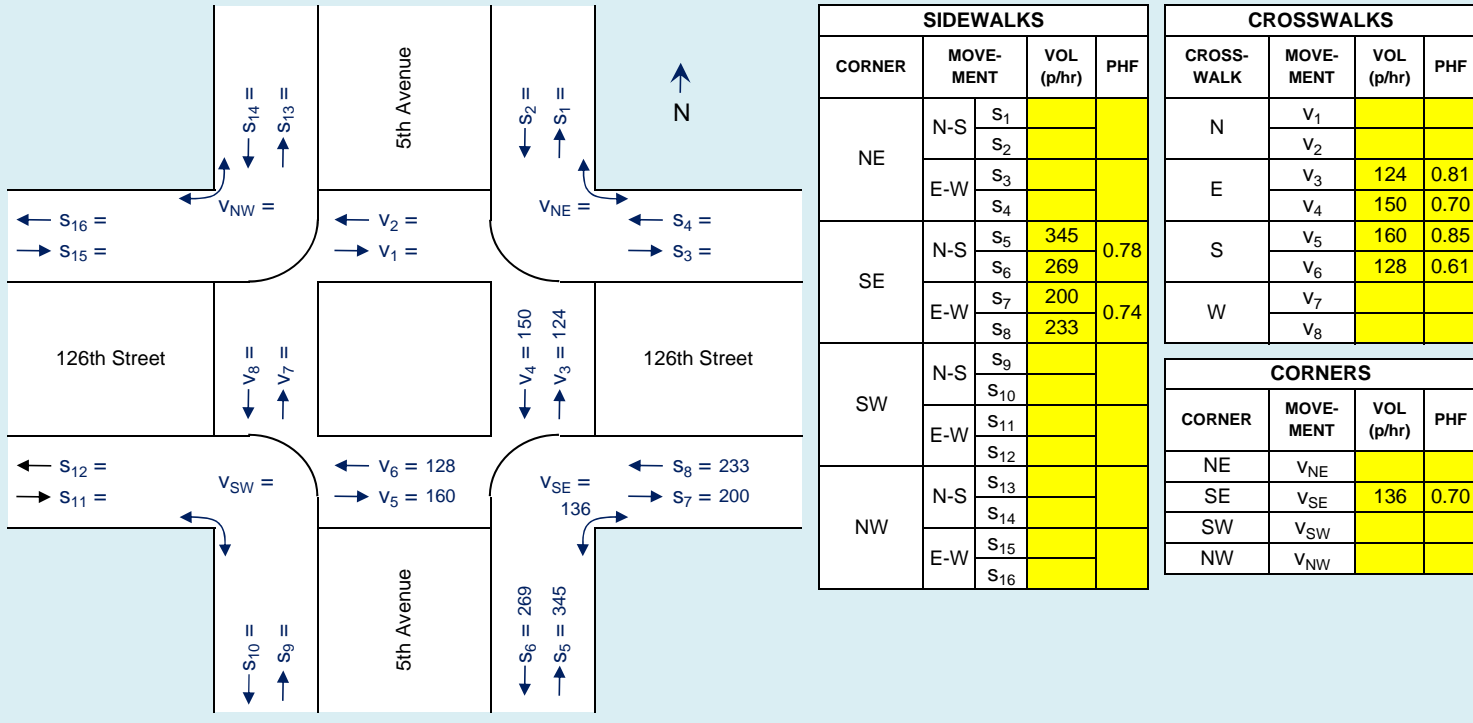 s14 =
s13 =
5th Avenue
s2 =
s1 =
N
vNW =
vNE =
s16 =
s15 =
v2 =
v1 =
s4 =
s3 =
126th Street
v8 =
v7 =
v4 = 150
v3 = 124
126th Street
s12 =
s11 =
vSW =
v6 = 128
v5 = 160
vSE =
136
s8 = 233
s7 = 200
s10 =
s9 =
5th Avenue
s6 = 269
s5 = 345
SIDEWALKS
CORNER MOVE-MENT VOL (p/hr) PHF
NE N-S s1
s2
E-W s3
s4
SE N-S s5 345 0.78
s6 269
E-W s7 200 0.74
s8 233
SW N-S s9
s10
E-W s11
s12
NW N-S s13
s14
E-W s15
s16
CROSSWALKS
CROSS-WALK MOVE-MENT VOL (p/hr) PHF
N v1
v2
E v3 124 0.81
v4 150 0.70
S v5 160 0.85
v6 128 0.61
W v7
v8
CORNERS
CORNER MOVE-MENT VOL (p/hr) PHF
NE vNE
SE vSE 136 0.70
SW vSW
NW vNW